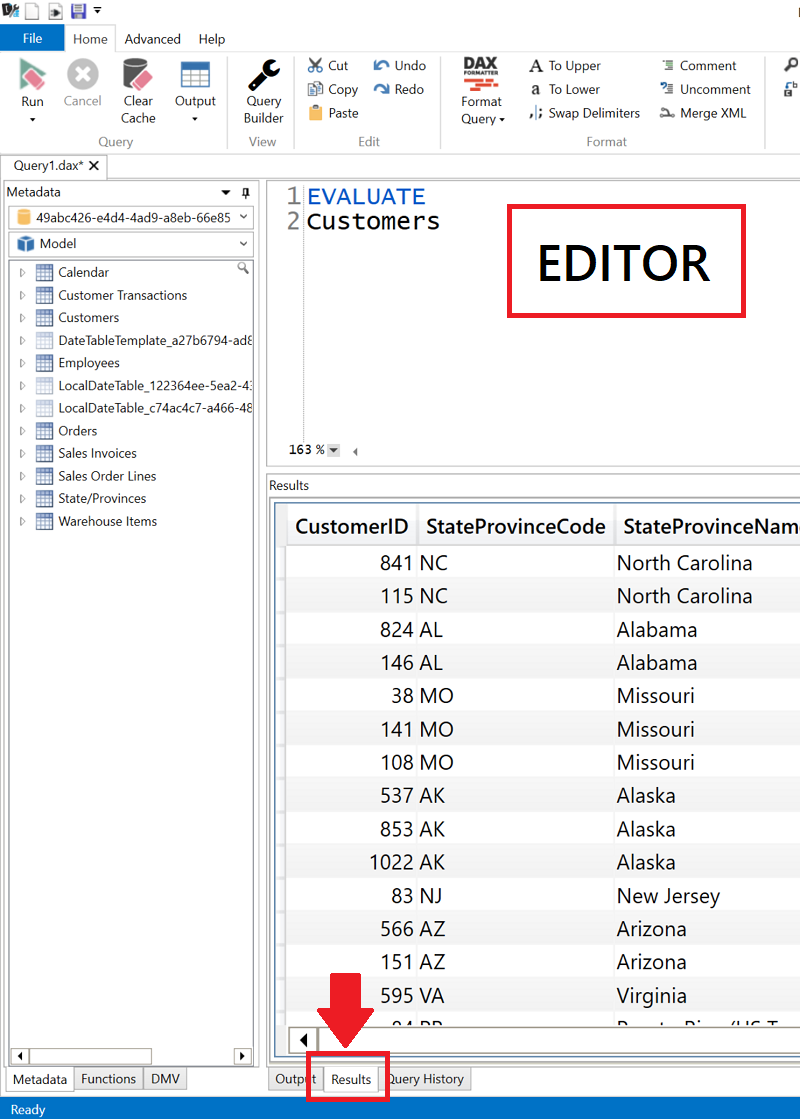 File Home Advanced Help
Run
Cancel
Clear Cache
Output
Query
Query Builder
View
Cut
Copy
Paste
Undo
Redo
Edit
DAX
FORMATTER
Format Query
To Upper
To Lower
Swap Delimiters
Comment
Uncomment
Merge XML
Format
Query1.dax*
Metadata
49abc426-e4d4-4ad9-a8eb-66e85
Model
Calendar
Customer Transactions
Customers
DateTableTemplate_a27b6794-ad8
Employees
LocalDateTable_122364ee-5ea2-43
LocalDateTable_c74ac4c7-a466-48
Orders
Sales Invoices
Sales Order Lines
State/Provinces
Warehouse Items
Metadata Functions DMV
1 EVALUATE
2 Customers
EDITOR
163 %
Results
CustomerID StateProvinceCode StateProvinceName
841 NC North Carolina
115 NC North Carolina
824 AL Alabama
146 AL Alabama
38 MO Missouri
141 MO Missouri
108 MO Missouri
537 AK Alaska
853 AK Alaska
1022 AK Alaska
83 NJ New Jersey
566 AZ Arizona
151 AZ Arizona
595 VA Virginia
Output Results Query History
Ready